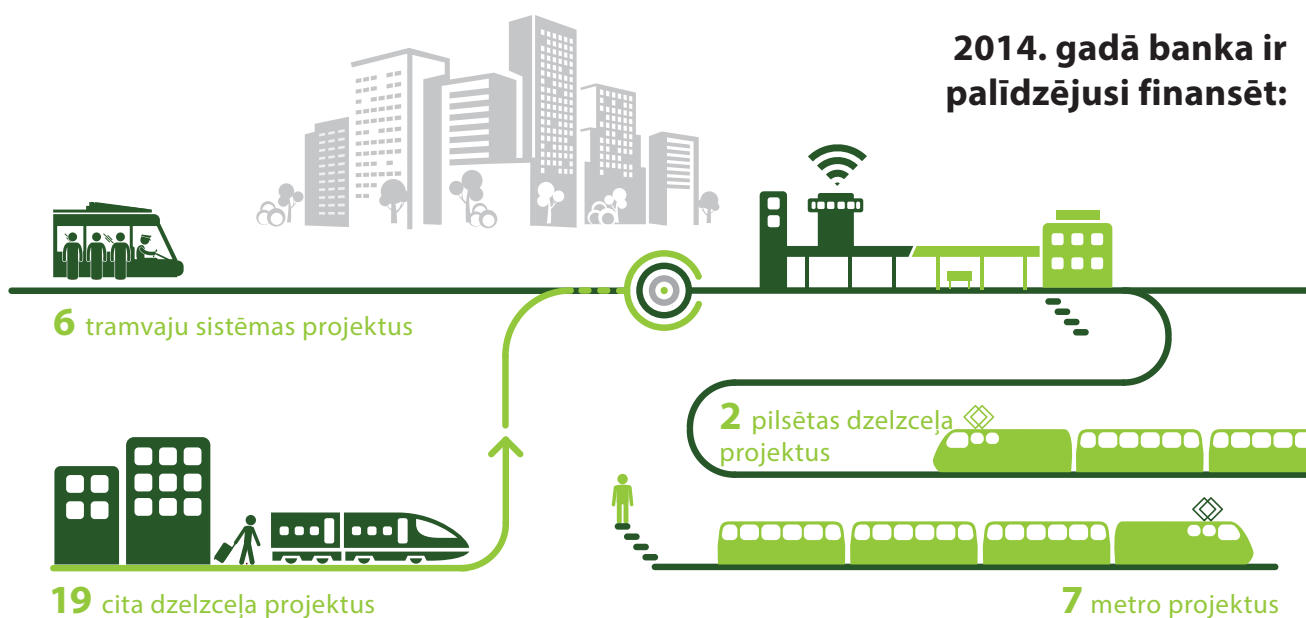 2014. gadā banka ir
palīdzējusi finansēt:
6 tramvaju sistēmas projektus
2 pilsētas dzelzceļa
projektus
19 cita dzelzceļa projektus
7 metro projektus